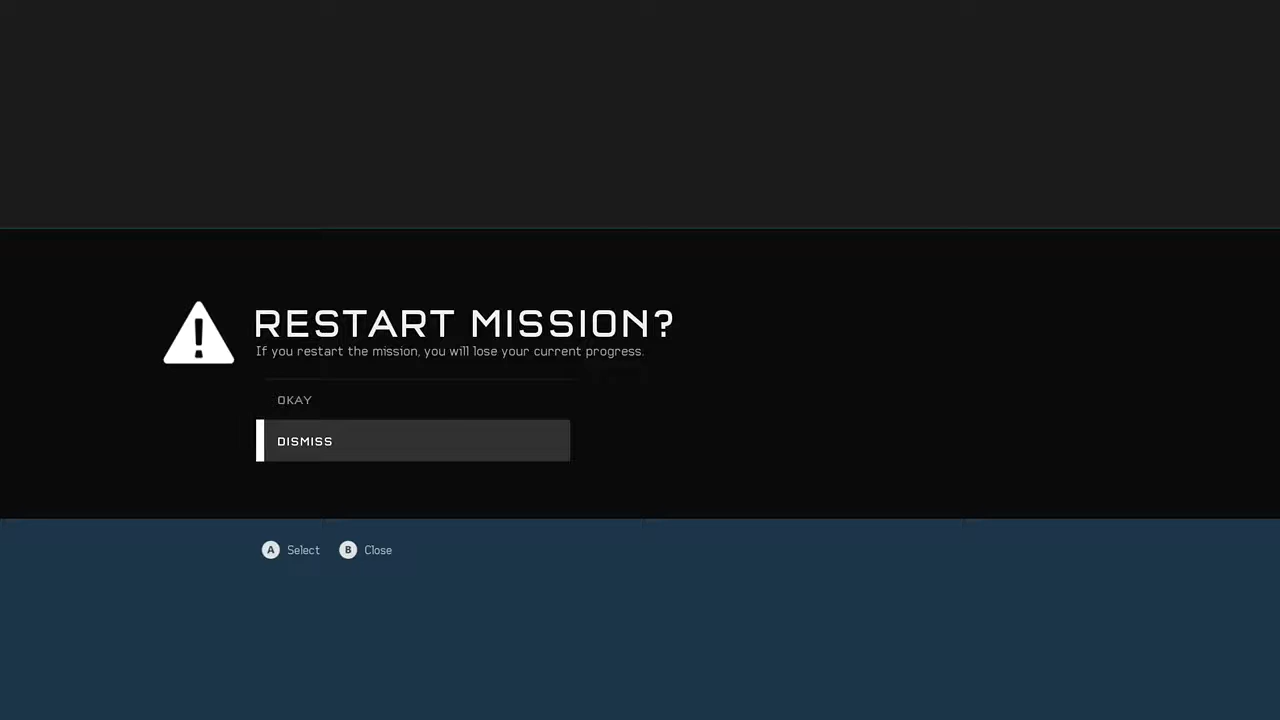 RESTART MISSION?
If you restart the mission, you will lose your current progress.
OKAY
DISMISS
A Select B Close